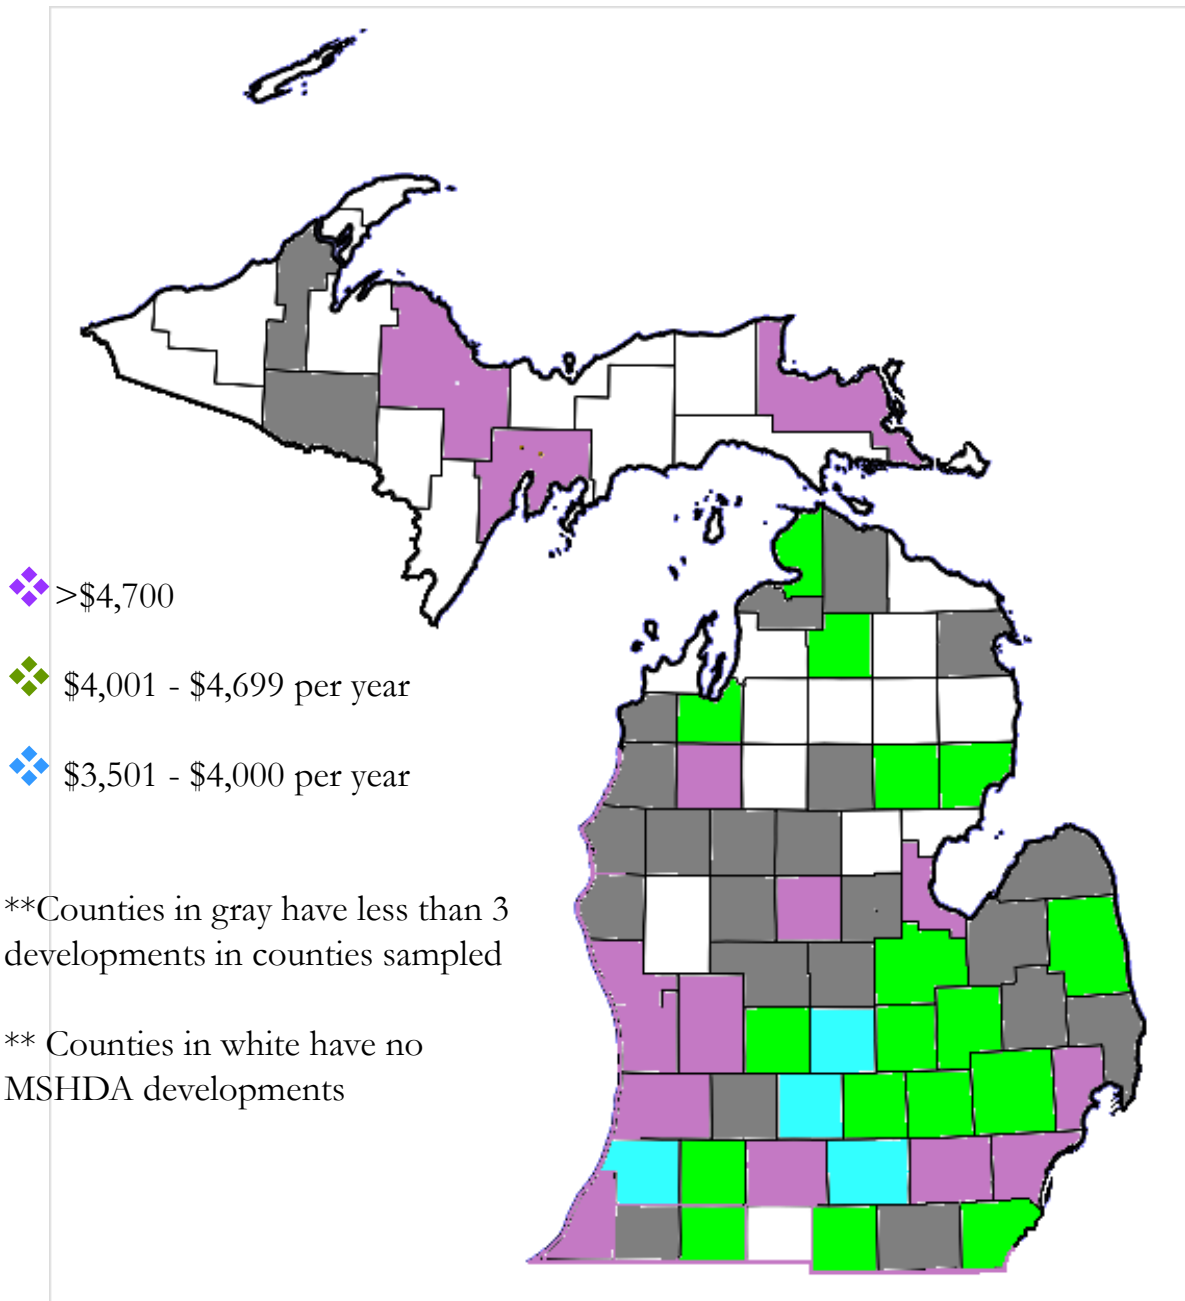 >$4,700
$4,001 - $4,699 per year
$3,501 - $4,000 per year
**Counties in gray have less than 3
developments in counties sampled
** Counties in white have no
MSHDA developments